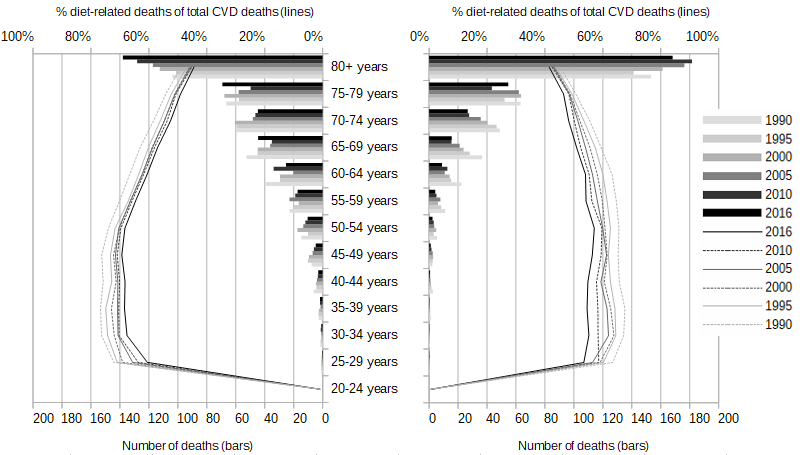 % diet-related deaths of total CVD deaths (lines)
% diet-related deaths of total CVD deaths (lines)
100% 80% 60% 40% 20% 0%
0% 20% 40% 60% 80% 100%
80+ years
75-79 years
70-74 years
65-69 years
60-64 years
55-59 years
50-54 years
45-49 years
40-44 years
35-39 years
30-34 years
25-29 years
20-24 years
1990
1995
2000
2005
2010
2016
2016
2010
2005
2000
1995
1990
200 180 160 140 120 100 80 60 40 20 0
0 20 40 60 80 100 120 140 160 180 200
Number of deaths (bars)
Number of deaths (bars)